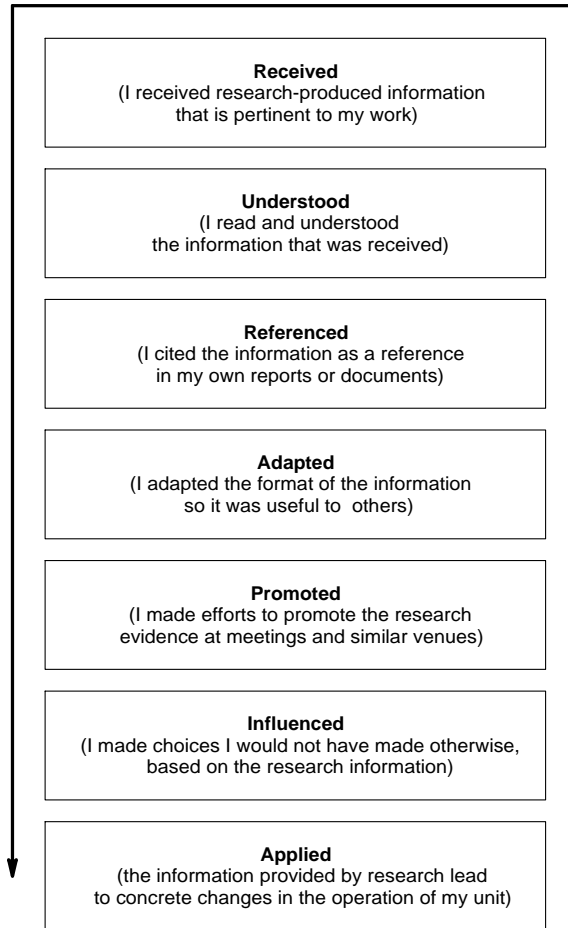 Received
(I received research-produced information
that is pertinent to my work)
Understood
(I read and understood
the information that was received)
Referenced
(I cited the information as a reference
in my own reports or documents)
Adapted
(I adapted the format of the information
so it was useful to others)
Promoted
(I made efforts to promote the research
evidence at meetings and similar venues)
Influenced
(I made choices I would not have made otherwise,
based on the research information)
Applied
(the information provided by research lead
to concrete changes in the operation of my unit)